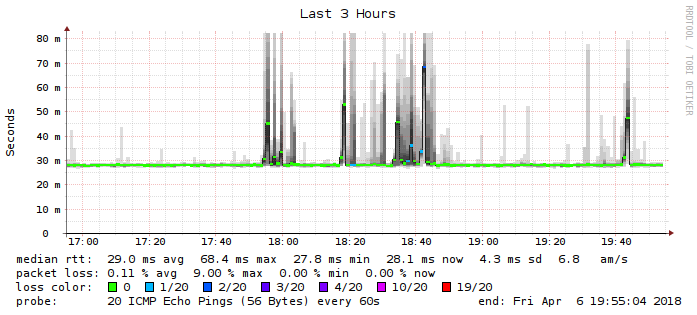 Last 3 Hours
RRDTOOL / TOBI OETIKER
Seconds
80 m
70 m
60 m
50 m
40 m
30 m
20 m
10 m
0
17:00 17:20 17:40 18:00 18:20 18:40 19:00 19:20 19:40
median rtt: 29.0 ms avg 68.4 ms max 27.8 ms min 28.1 ms now 4.3 ms sd 6.8 am/s
packet loss: 0.11 % avg 9.00 % max 0.00 % min 0.00 % now
loss color: 0 1/20 2/20 3/20 4/20 10/20 19/20
probe: 20 ICMP Echo Pings (56 Bytes) every 60s end: Fri Apr 6 19:55:04 2018